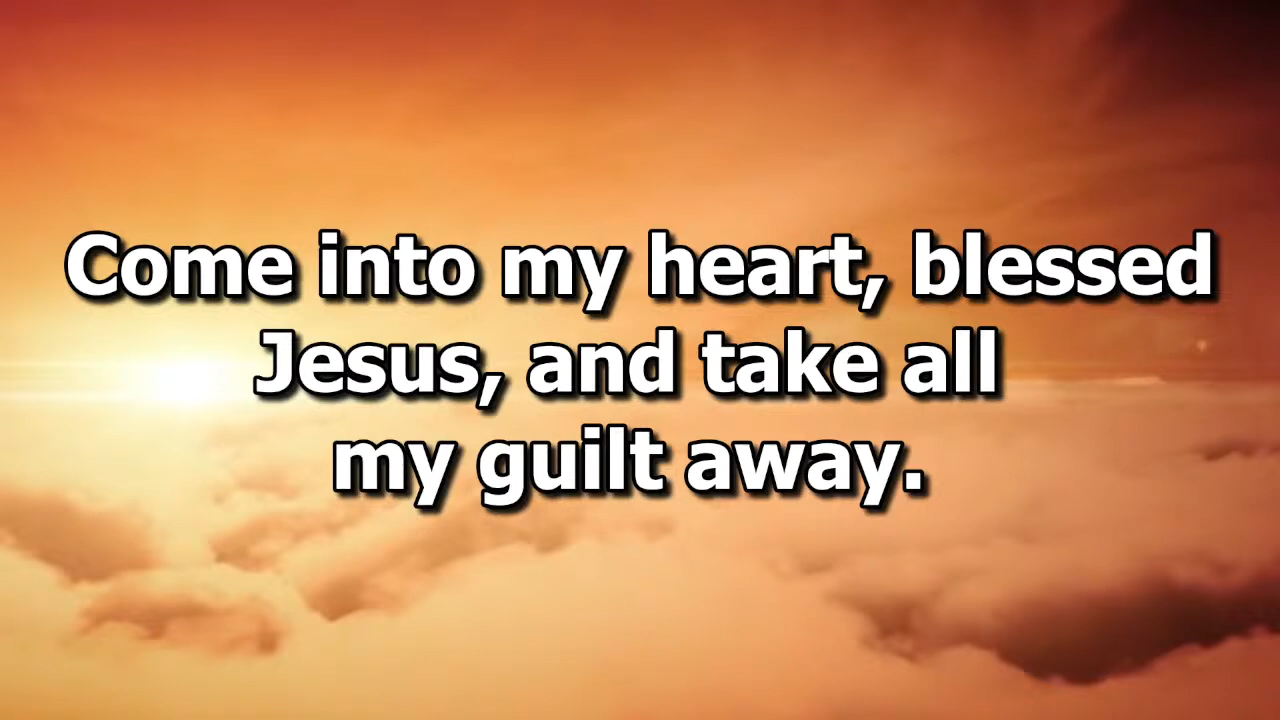 Come into my heart, blessed
Jesus, and take all
my guilt away.